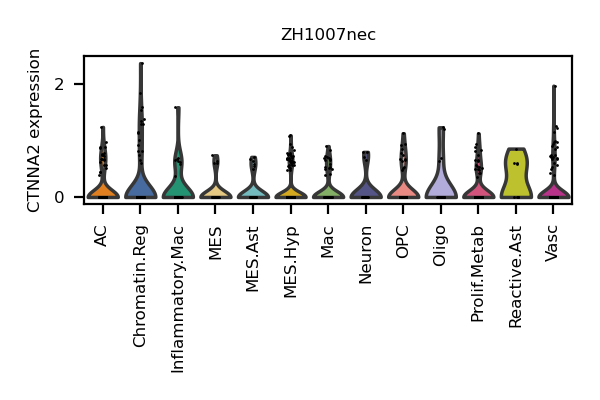 ZH1007nec
CTNNA2 expression
2
0
AC
Chromatin.Reg
Inflammatory.Mac
MES
MES.Ast
MES.Hyp
Mac
Neuron
OPC
Oligo
Prolif.Metab
Reactive.Ast
Vasc